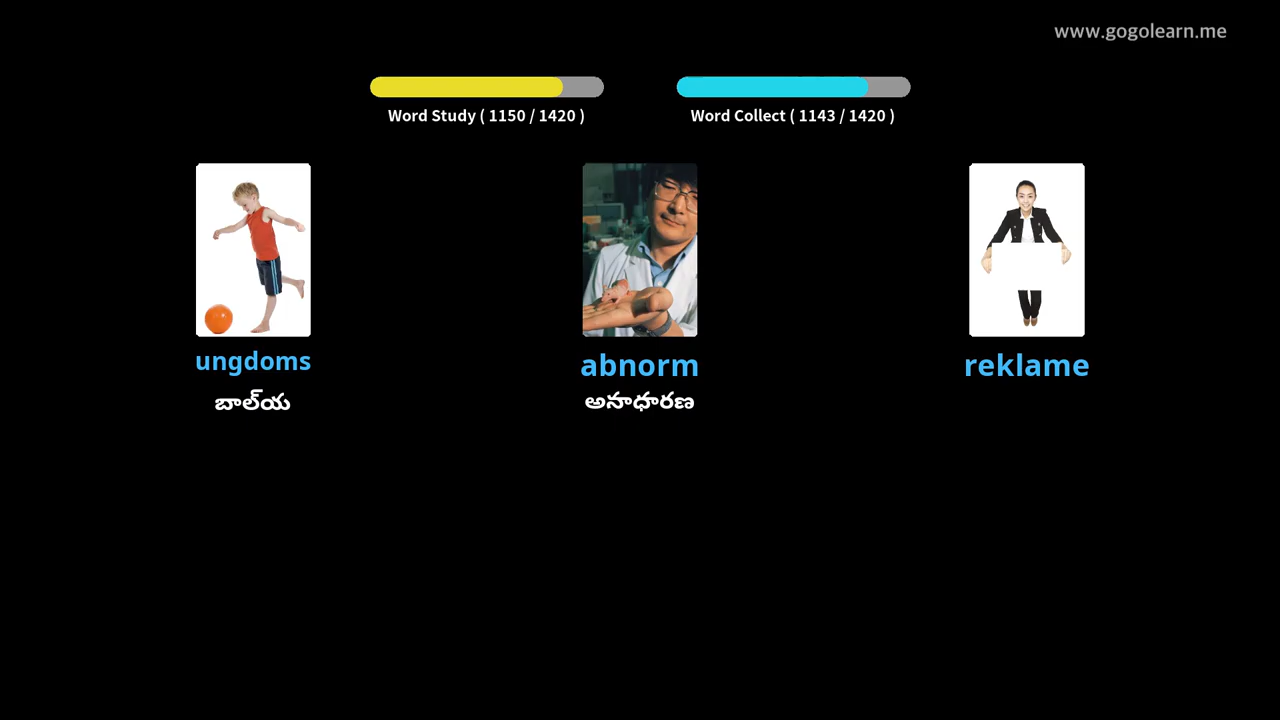 www.gogolearn.me
Word Study ( 1150 / 1420 )
Word Collect ( 1143 / 1420 )
ungdoms
abnorm
reklame
బాల్‌య
అసాధారణ